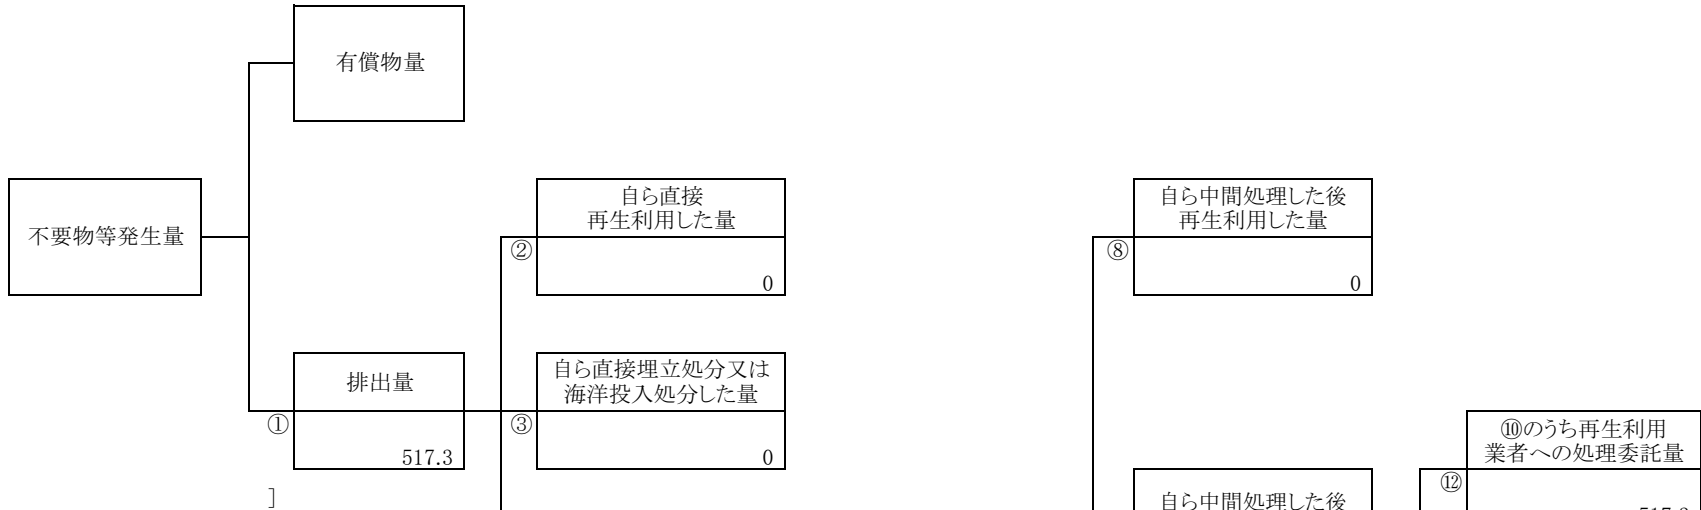 有償物量
不要物等発生量
自ら直接
再生利用した量
②
0
自ら中間処理した後
再生利用した量
⑧
0
排出量
①
517.3
]
自ら直接埋立処分又は
海洋投入処分した量
③
0
自ら中間処理した後
⑩のうち再生利用
業者への処理委託量
⑫